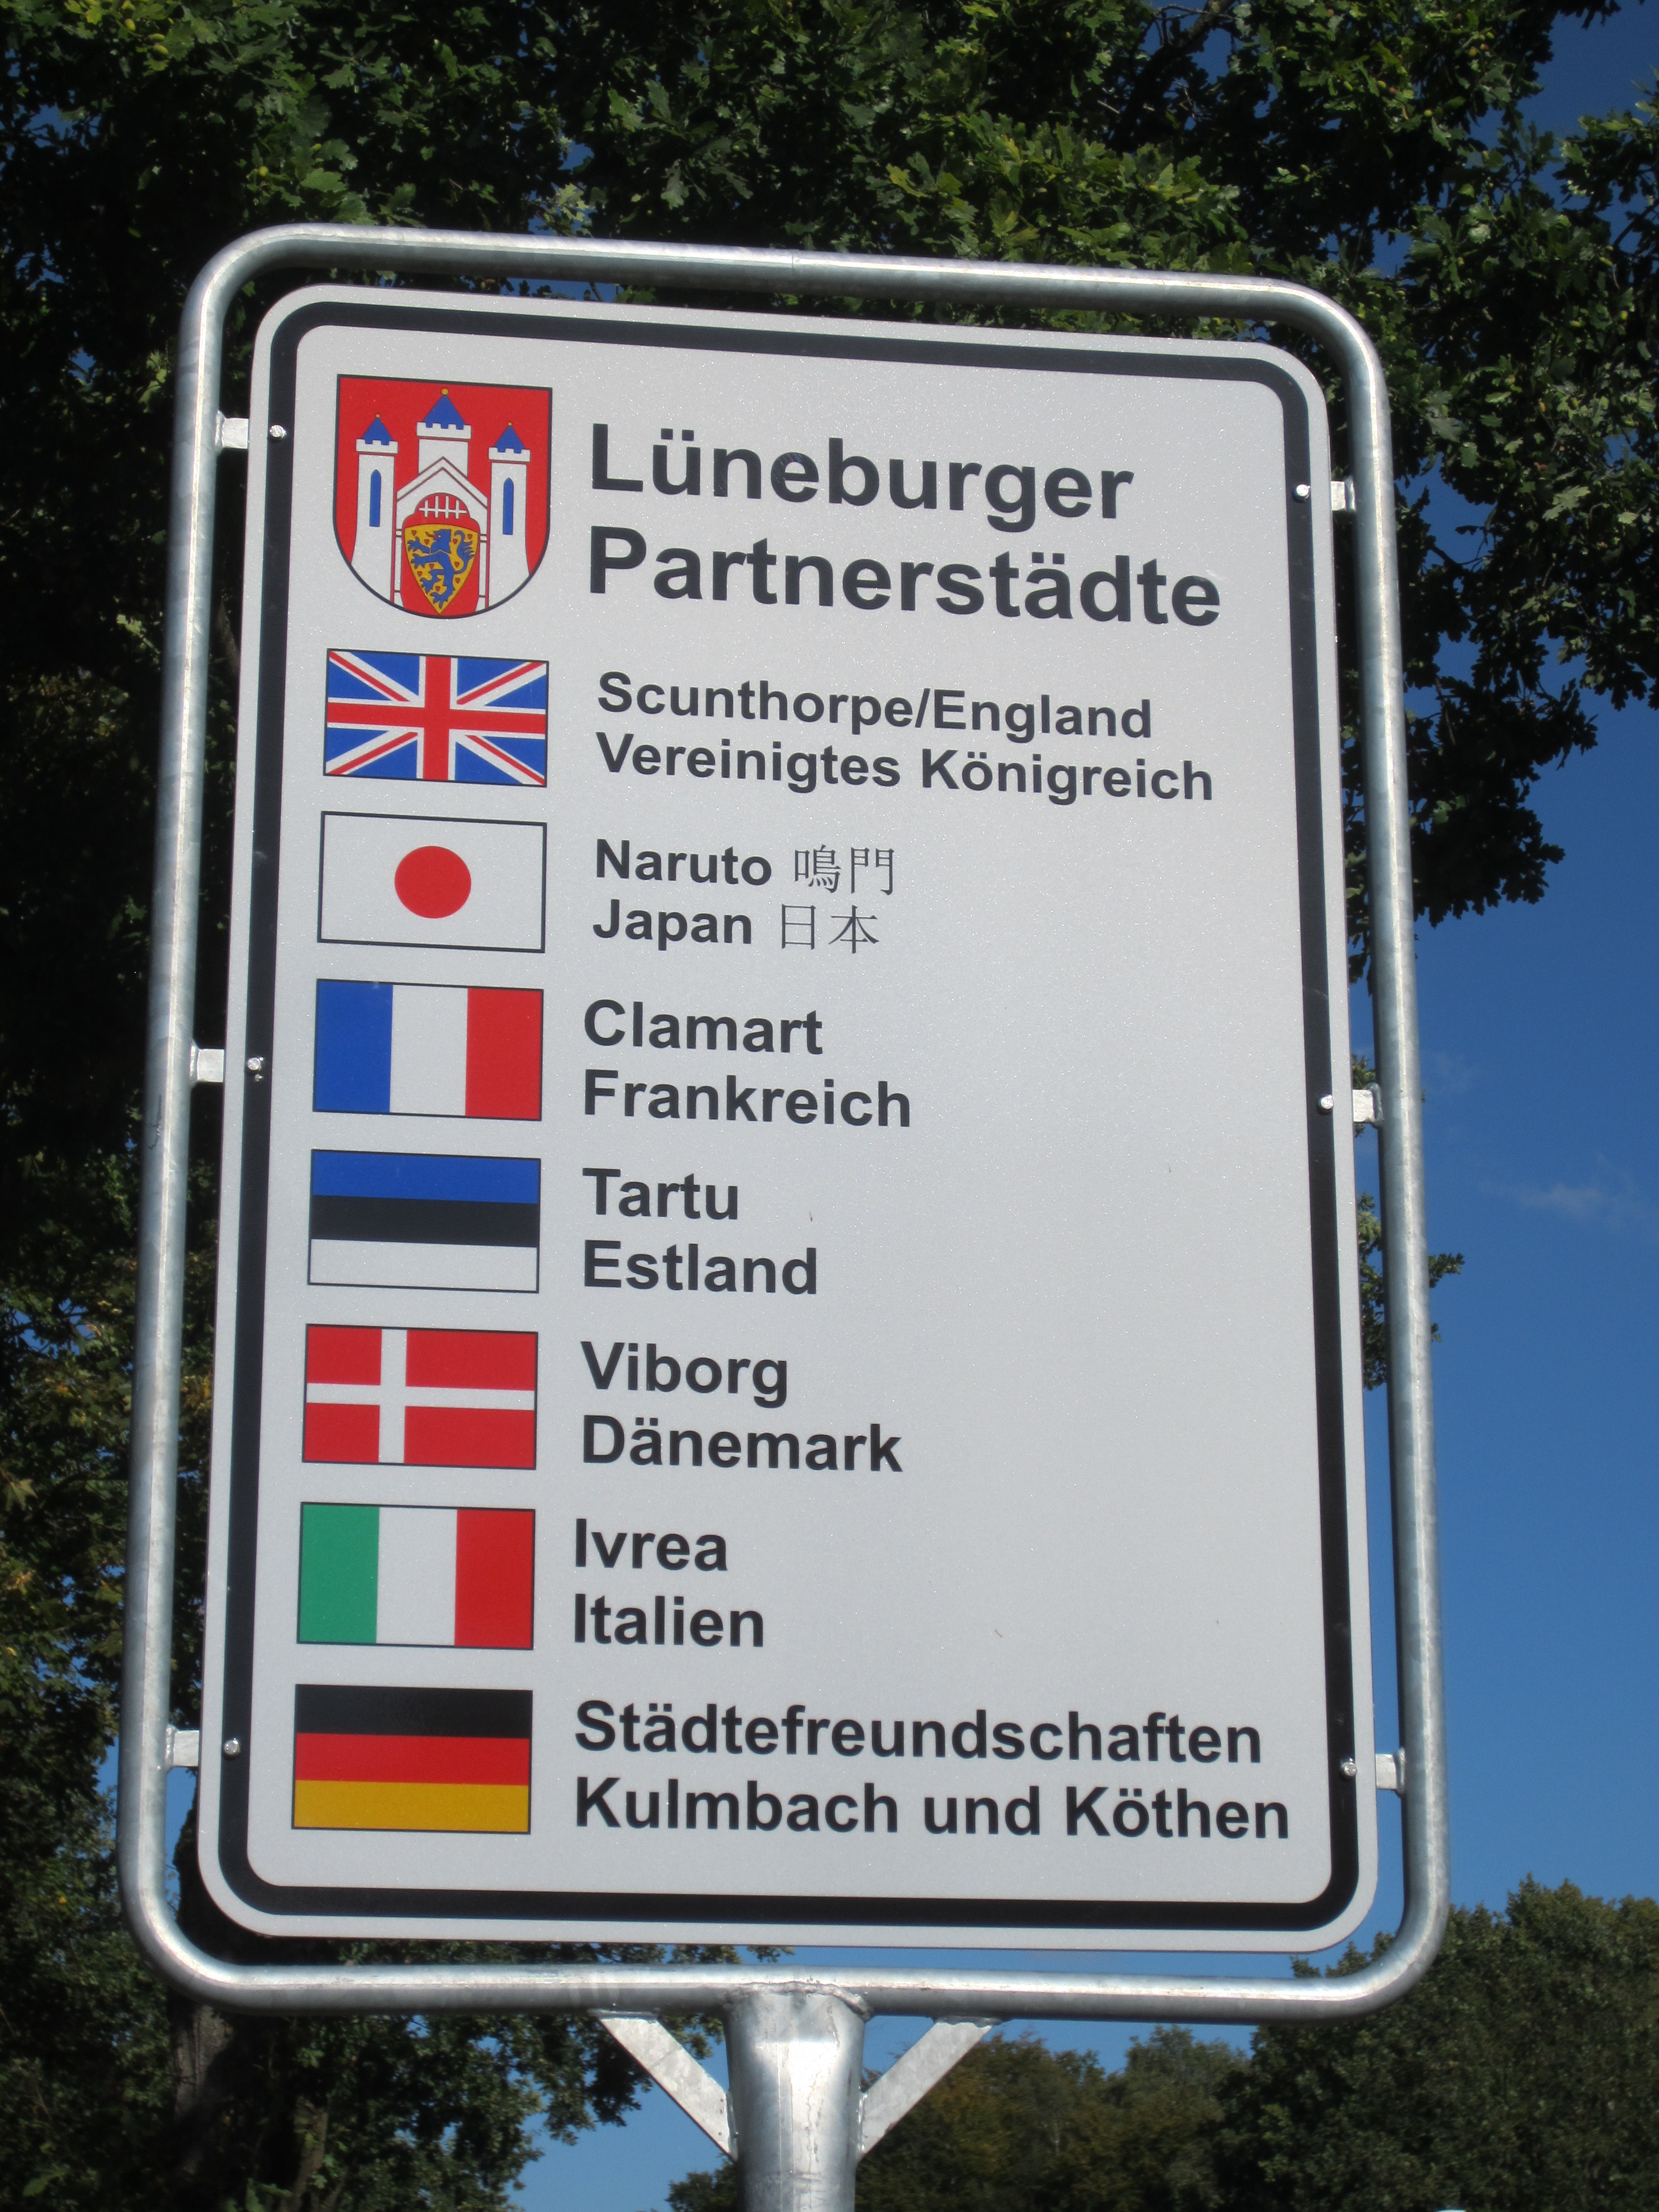 Lüneburger
Partnerstädte
Scunthorpe/England
Vereinigtes Königreich
Naruto 鳴門
Japan 日本
Clamart
Frankreich
Tartu
Estland
Viborg
Dänemark
Ivrea
Italien
Städtefreundschaften
Kulmbach und Köthen